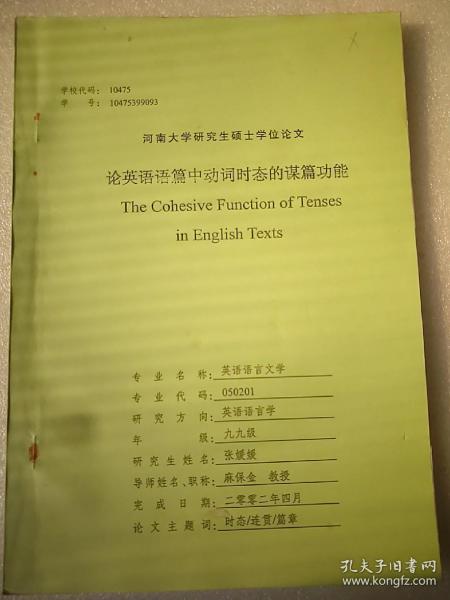 学校代码： 10475
学 号： 10475399093
河南大学研究生硕士学位论文
论英语语篇中动词时态的谋篇功能
The Cohesive Function of Tenses
in English Texts
专 业 名 称： 英语语言文学
专 业 代 码： 050201
研 究 方 向： 英语语言学
年 级： 九九级
研 究 生 姓 名： 张媛媛
导师姓名、职称： 麻保金 教授
完 成 日 期： 二零零二年四月
论 文 主 题 词： 时态/连贯/篇章
孔夫子旧书网
www.kongfz.com